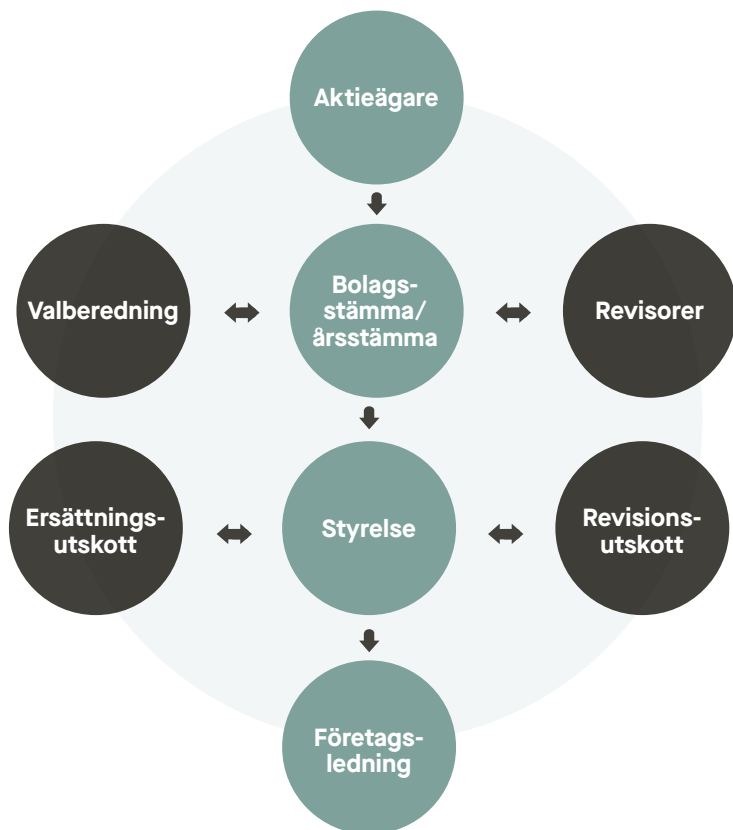 Aktieägare
Valberedning
Bolags-
stämma/
årsstämma
Revisorer
Ersättnings-
utskott
Styrelse
Revisions-
utskott
Företags-
ledning